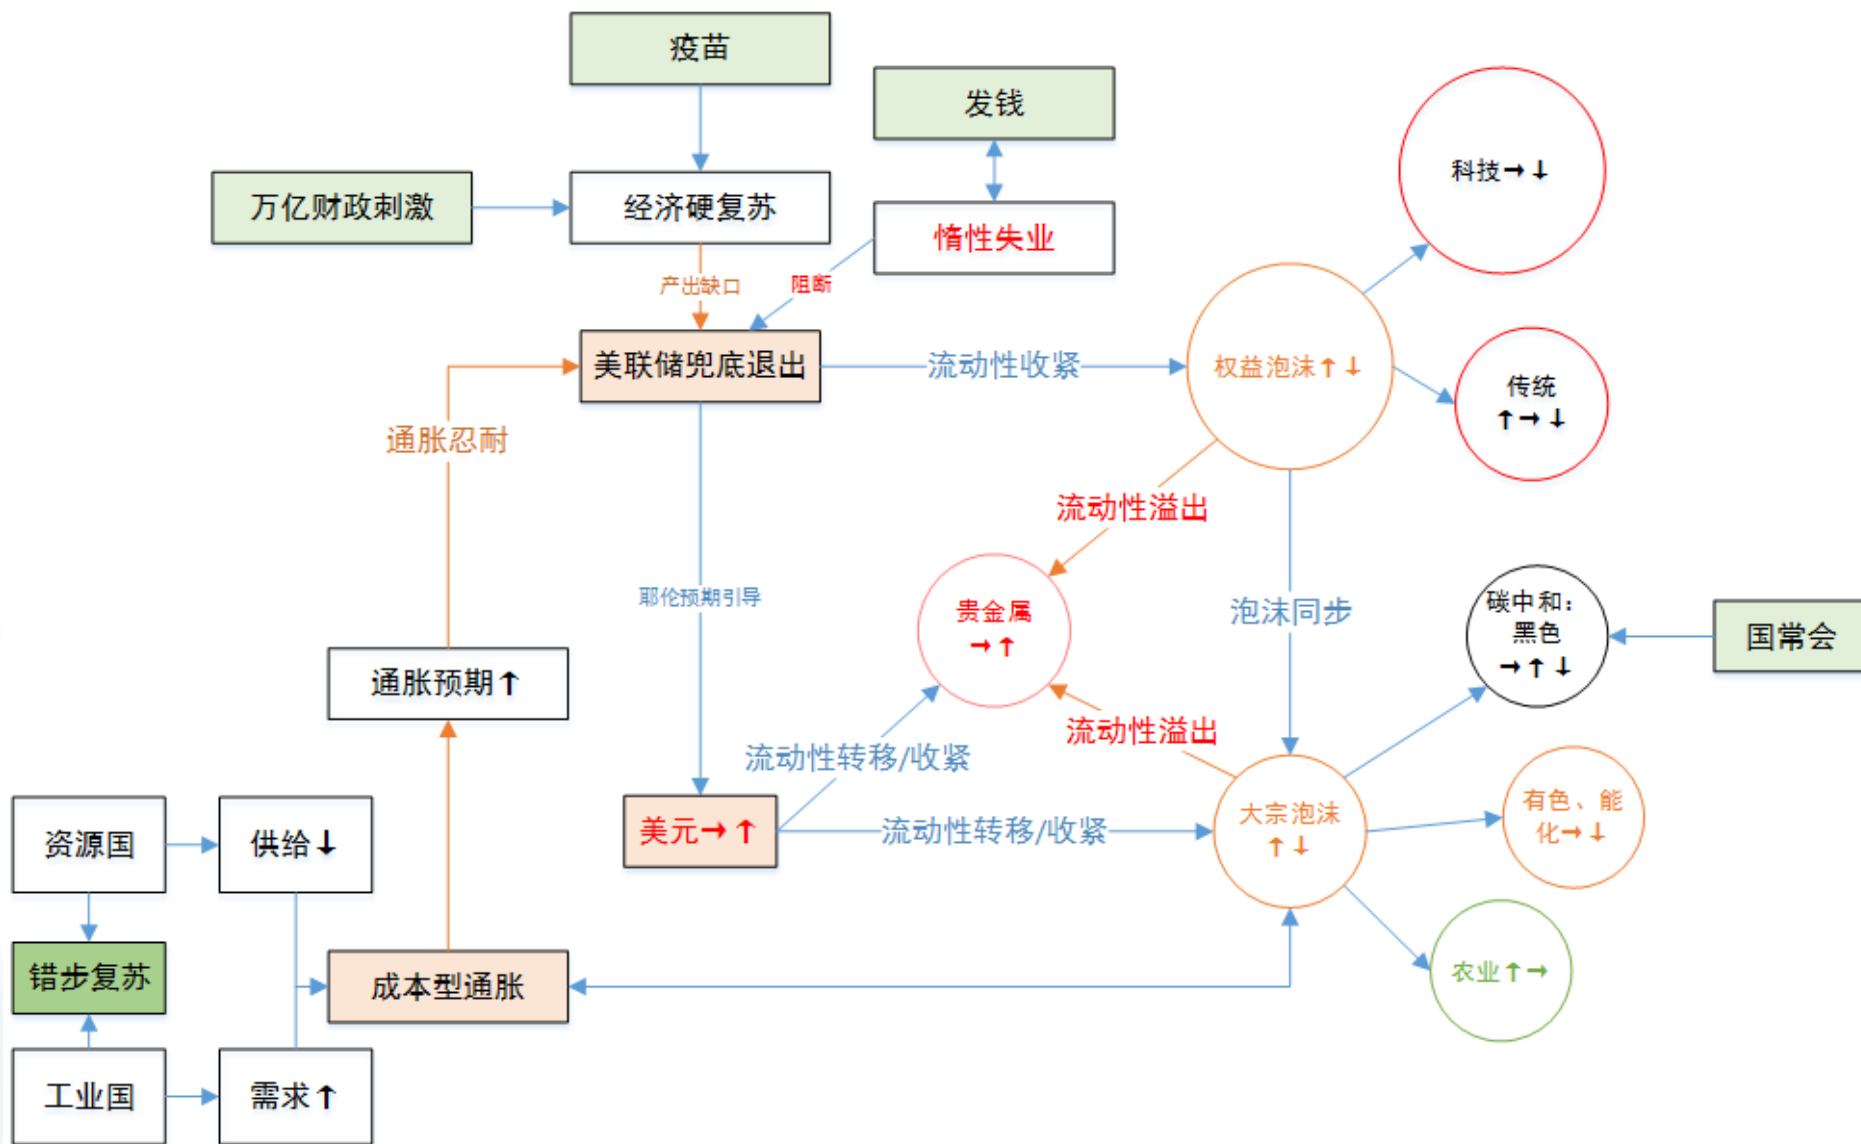 疫苗
发钱
科技→↓
万亿财政刺激
经济硬复苏
惰性失业
产出缺口
阻断
美联储兜底退出
流动性收紧
权益泡沫↑↓
传统
↑→↓
通胀忍耐
流动性溢出
耶伦预期引导
贵金属
→↑
泡沫同步
碳中和：
黑色
→↑↓
国常会
通胀预期↑
流动性溢出
流动性转移/收紧
美元→↑
流动性转移/收紧
大宗泡沫
↑↓
有色、能
化→↓
资源国
供给↓
错步复苏
成本型通胀
农业↑→
工业国
需求↑